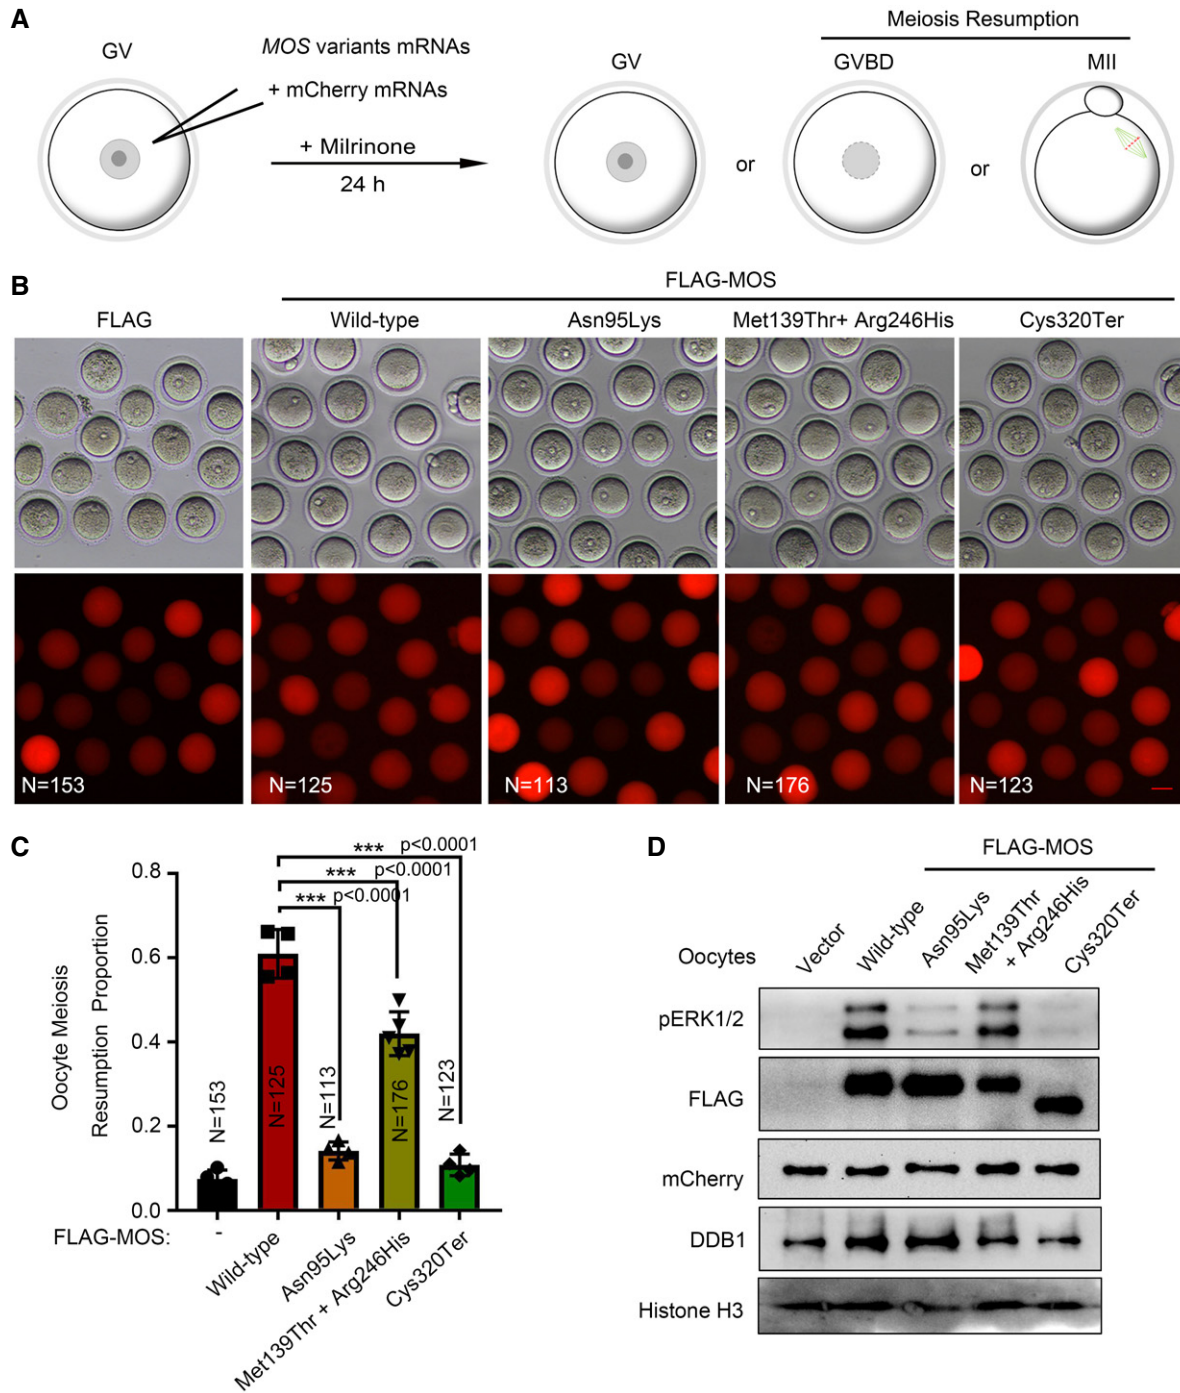 A
GV
MOS variants mRNAs
+ mCherry mRNAs
+ Milrinone
24 h
Meiosis Resumption
GV
or
GVBD
or
MII
B
FLAG-MOS
FLAG
Wild-type
Asn95Lys
Met139Thr+ Arg246His
Cys320Ter
N=153
N=125
N=113
N=176
N=123
C
Oocyte Meiosis
Resumption Proportion
0.8
0.6
0.4
0.2
0.0
*** p<0.0001
*** p<0.0001
*** p<0.0001
N=153
N=125
N=113
N=176
N=123
FLAG-MOS:
-
Wild-type
Asn95Lys
Met139Thr + Arg246His
Cys320Ter
D
FLAG-MOS
Oocytes
Vector
Wild-type
Asn95Lys
Met139Thr
+ Arg246His
Cys320Ter
pERK1/2
FLAG
mCherry
DDB1
Histone H3